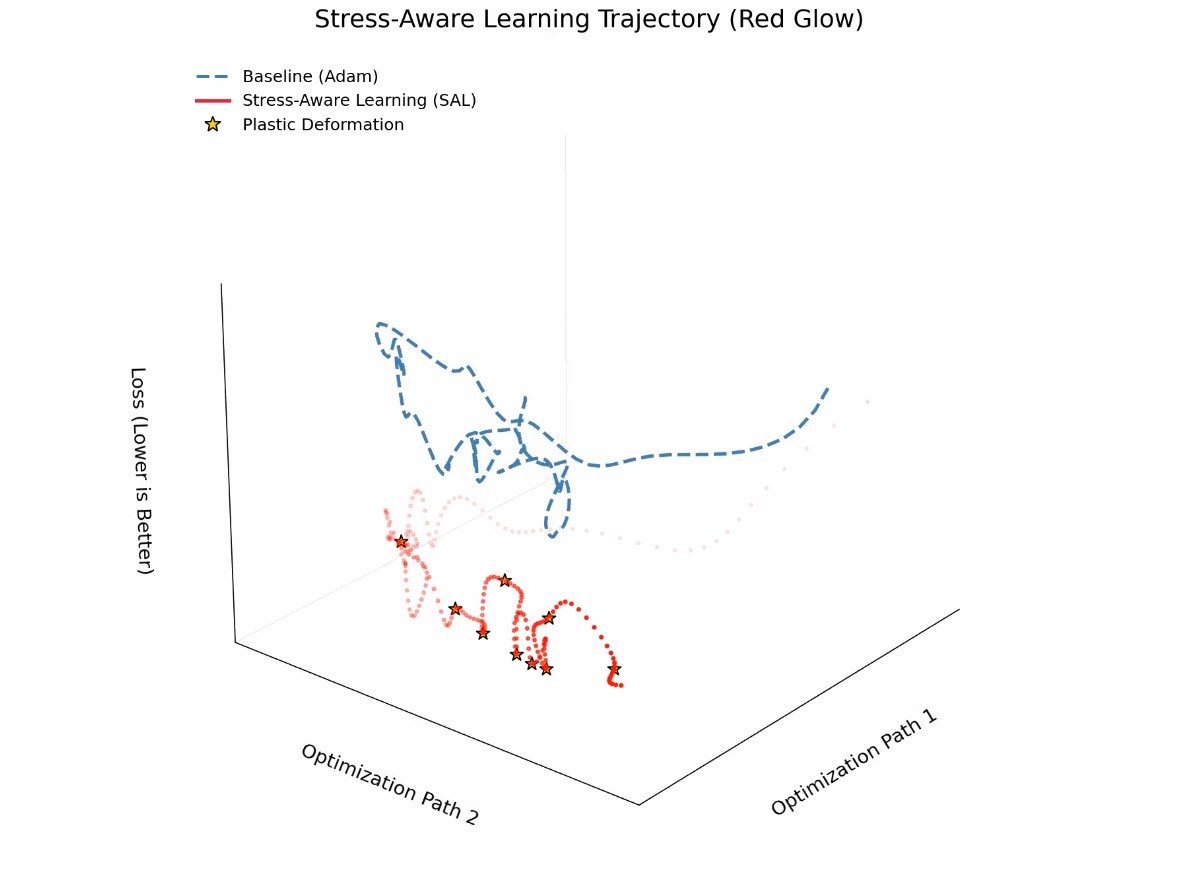 Stress-Aware Learning Trajectory (Red Glow)
Baseline (Adam)
Stress-Aware Learning (SAL)
Plastic Deformation
Loss (Lower is Better)
Optimization Path 2
Optimization Path 1